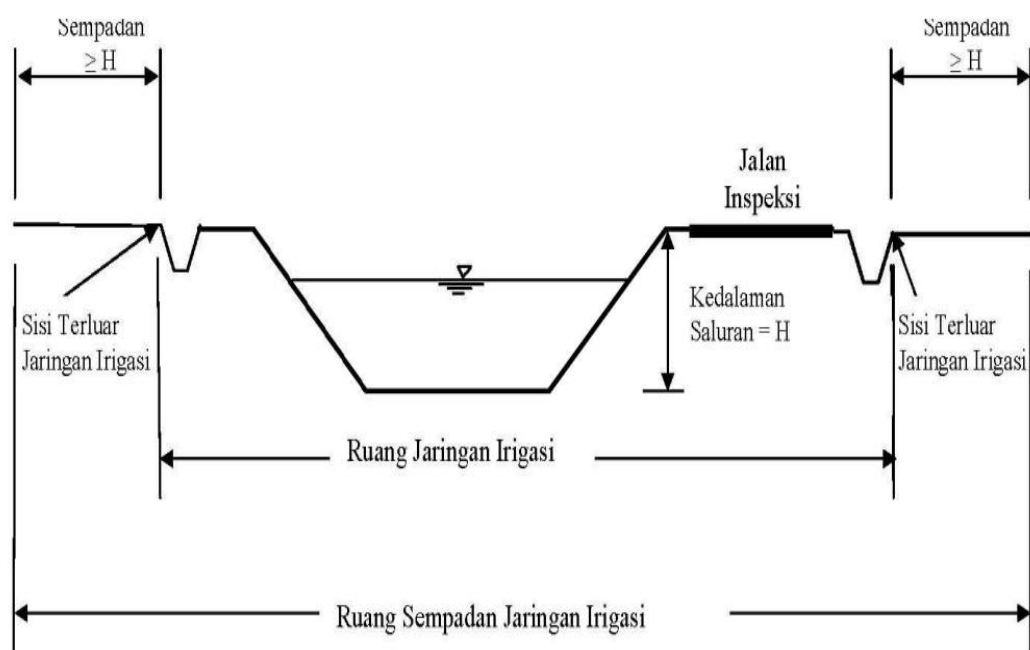 Sempadan
≥ H
Sempadan
≥ H
Jalan
Inspeksi
Kedalaman
Saluran = H
Sisi Terluar
Jaringan Irigasi
Sisi Terluar
Jaringan Irigasi
Ruang Jaringan Irigasi
Ruang Sempadan Jaringan Irigasi